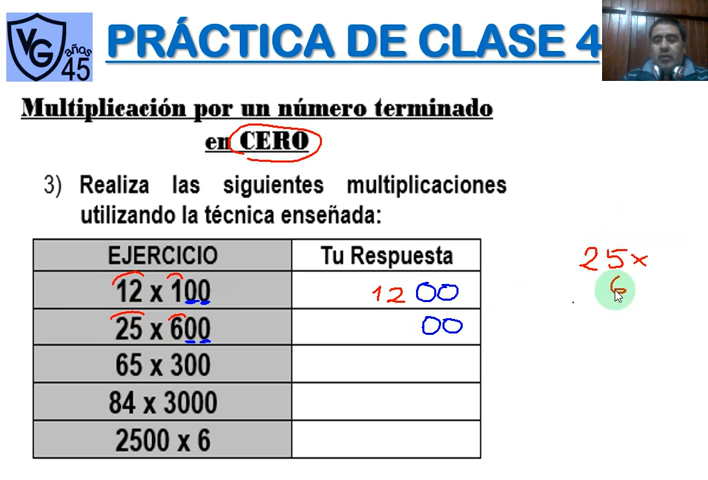 VG
años
45
PRÁCTICA DE CLASE 4
Multiplicación por un número terminado
en CERO
3) Realiza las siguientes multiplicaciones
utilizando la técnica enseñada:
EJERCICIO Tu Respuesta
12 x 100 1200
25 x 600 00
65 x 300
84 x 3000
2500 x 6
25 x
6